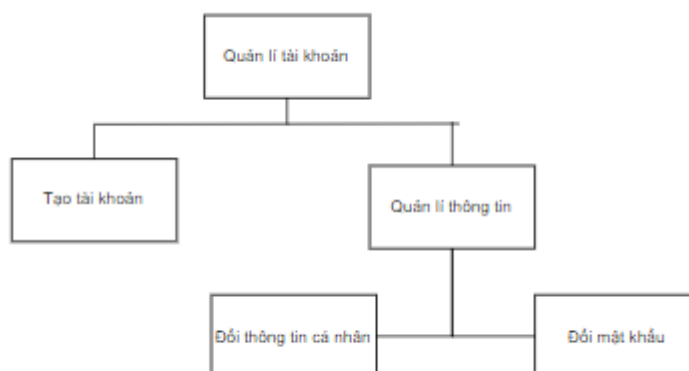 Quản lí tài khoản
Tạo tài khoản
Quản lí thông tin
Đổi thông tin cá nhân
Đổi mật khẩu